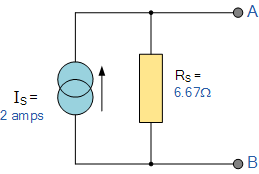 A
IS=
2 amps
RS =
6.67Ω
B